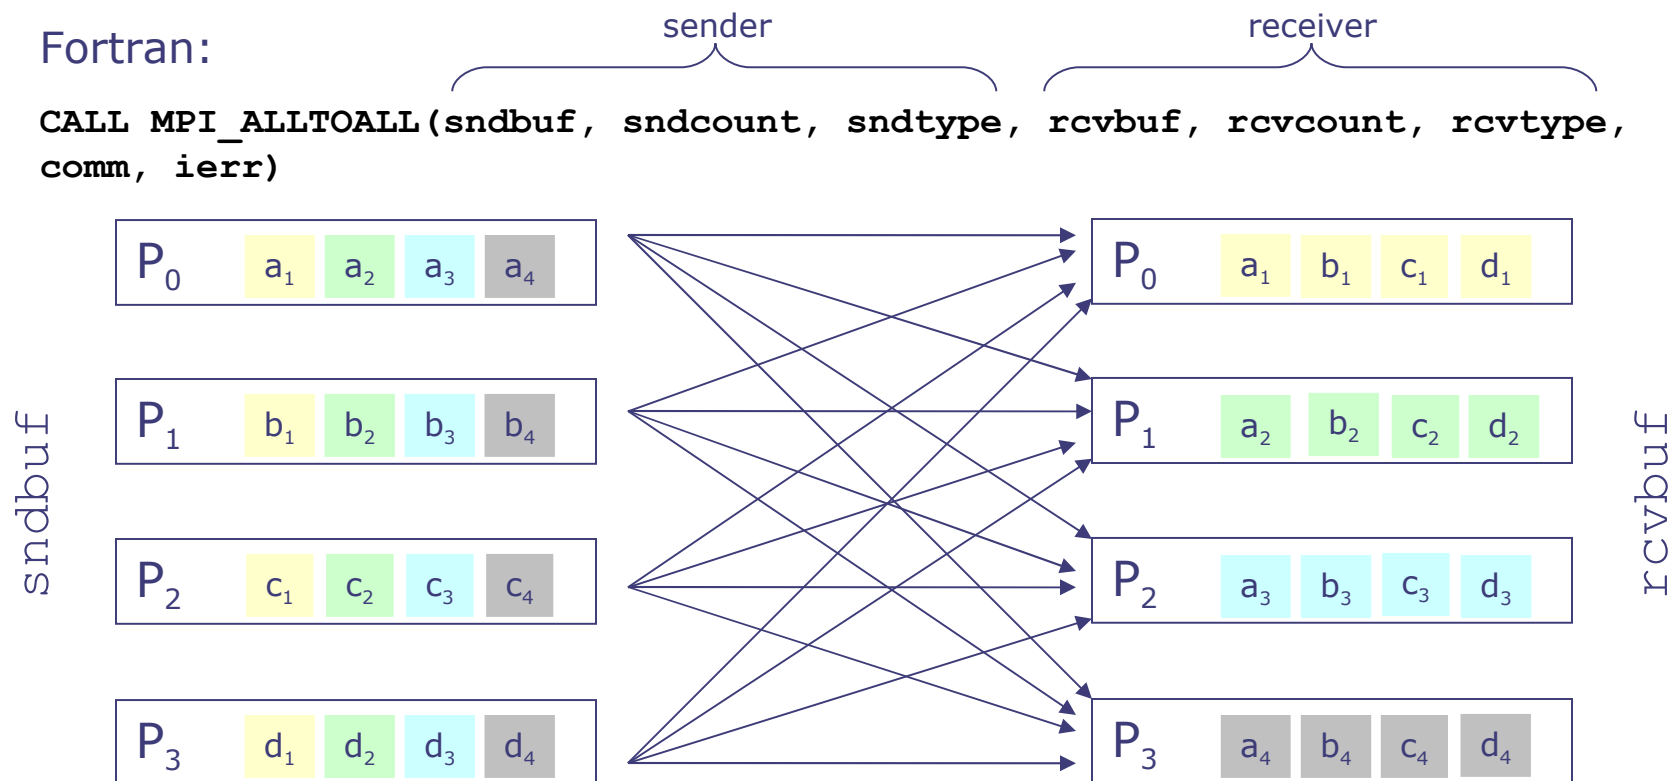 sender receiver
Fortran:
CALL MPI_ALLTOALL(sndbuf, sndcount, sndtype, rcvbuf, rcvcount, rcvtype,
comm, ierr)
P0 a1 a2 a3 a4 P0 a1 b1 c1 d1
P1 b1 b2 b3 b4 P1 a2 b2 c2 d2
sndbuf rcvbuf
P2 c1 c2 c3 c4 P2 a3 b3 c3 d3
P3 d1 d2 d3 d4 P3 a4 b4 c4 d4